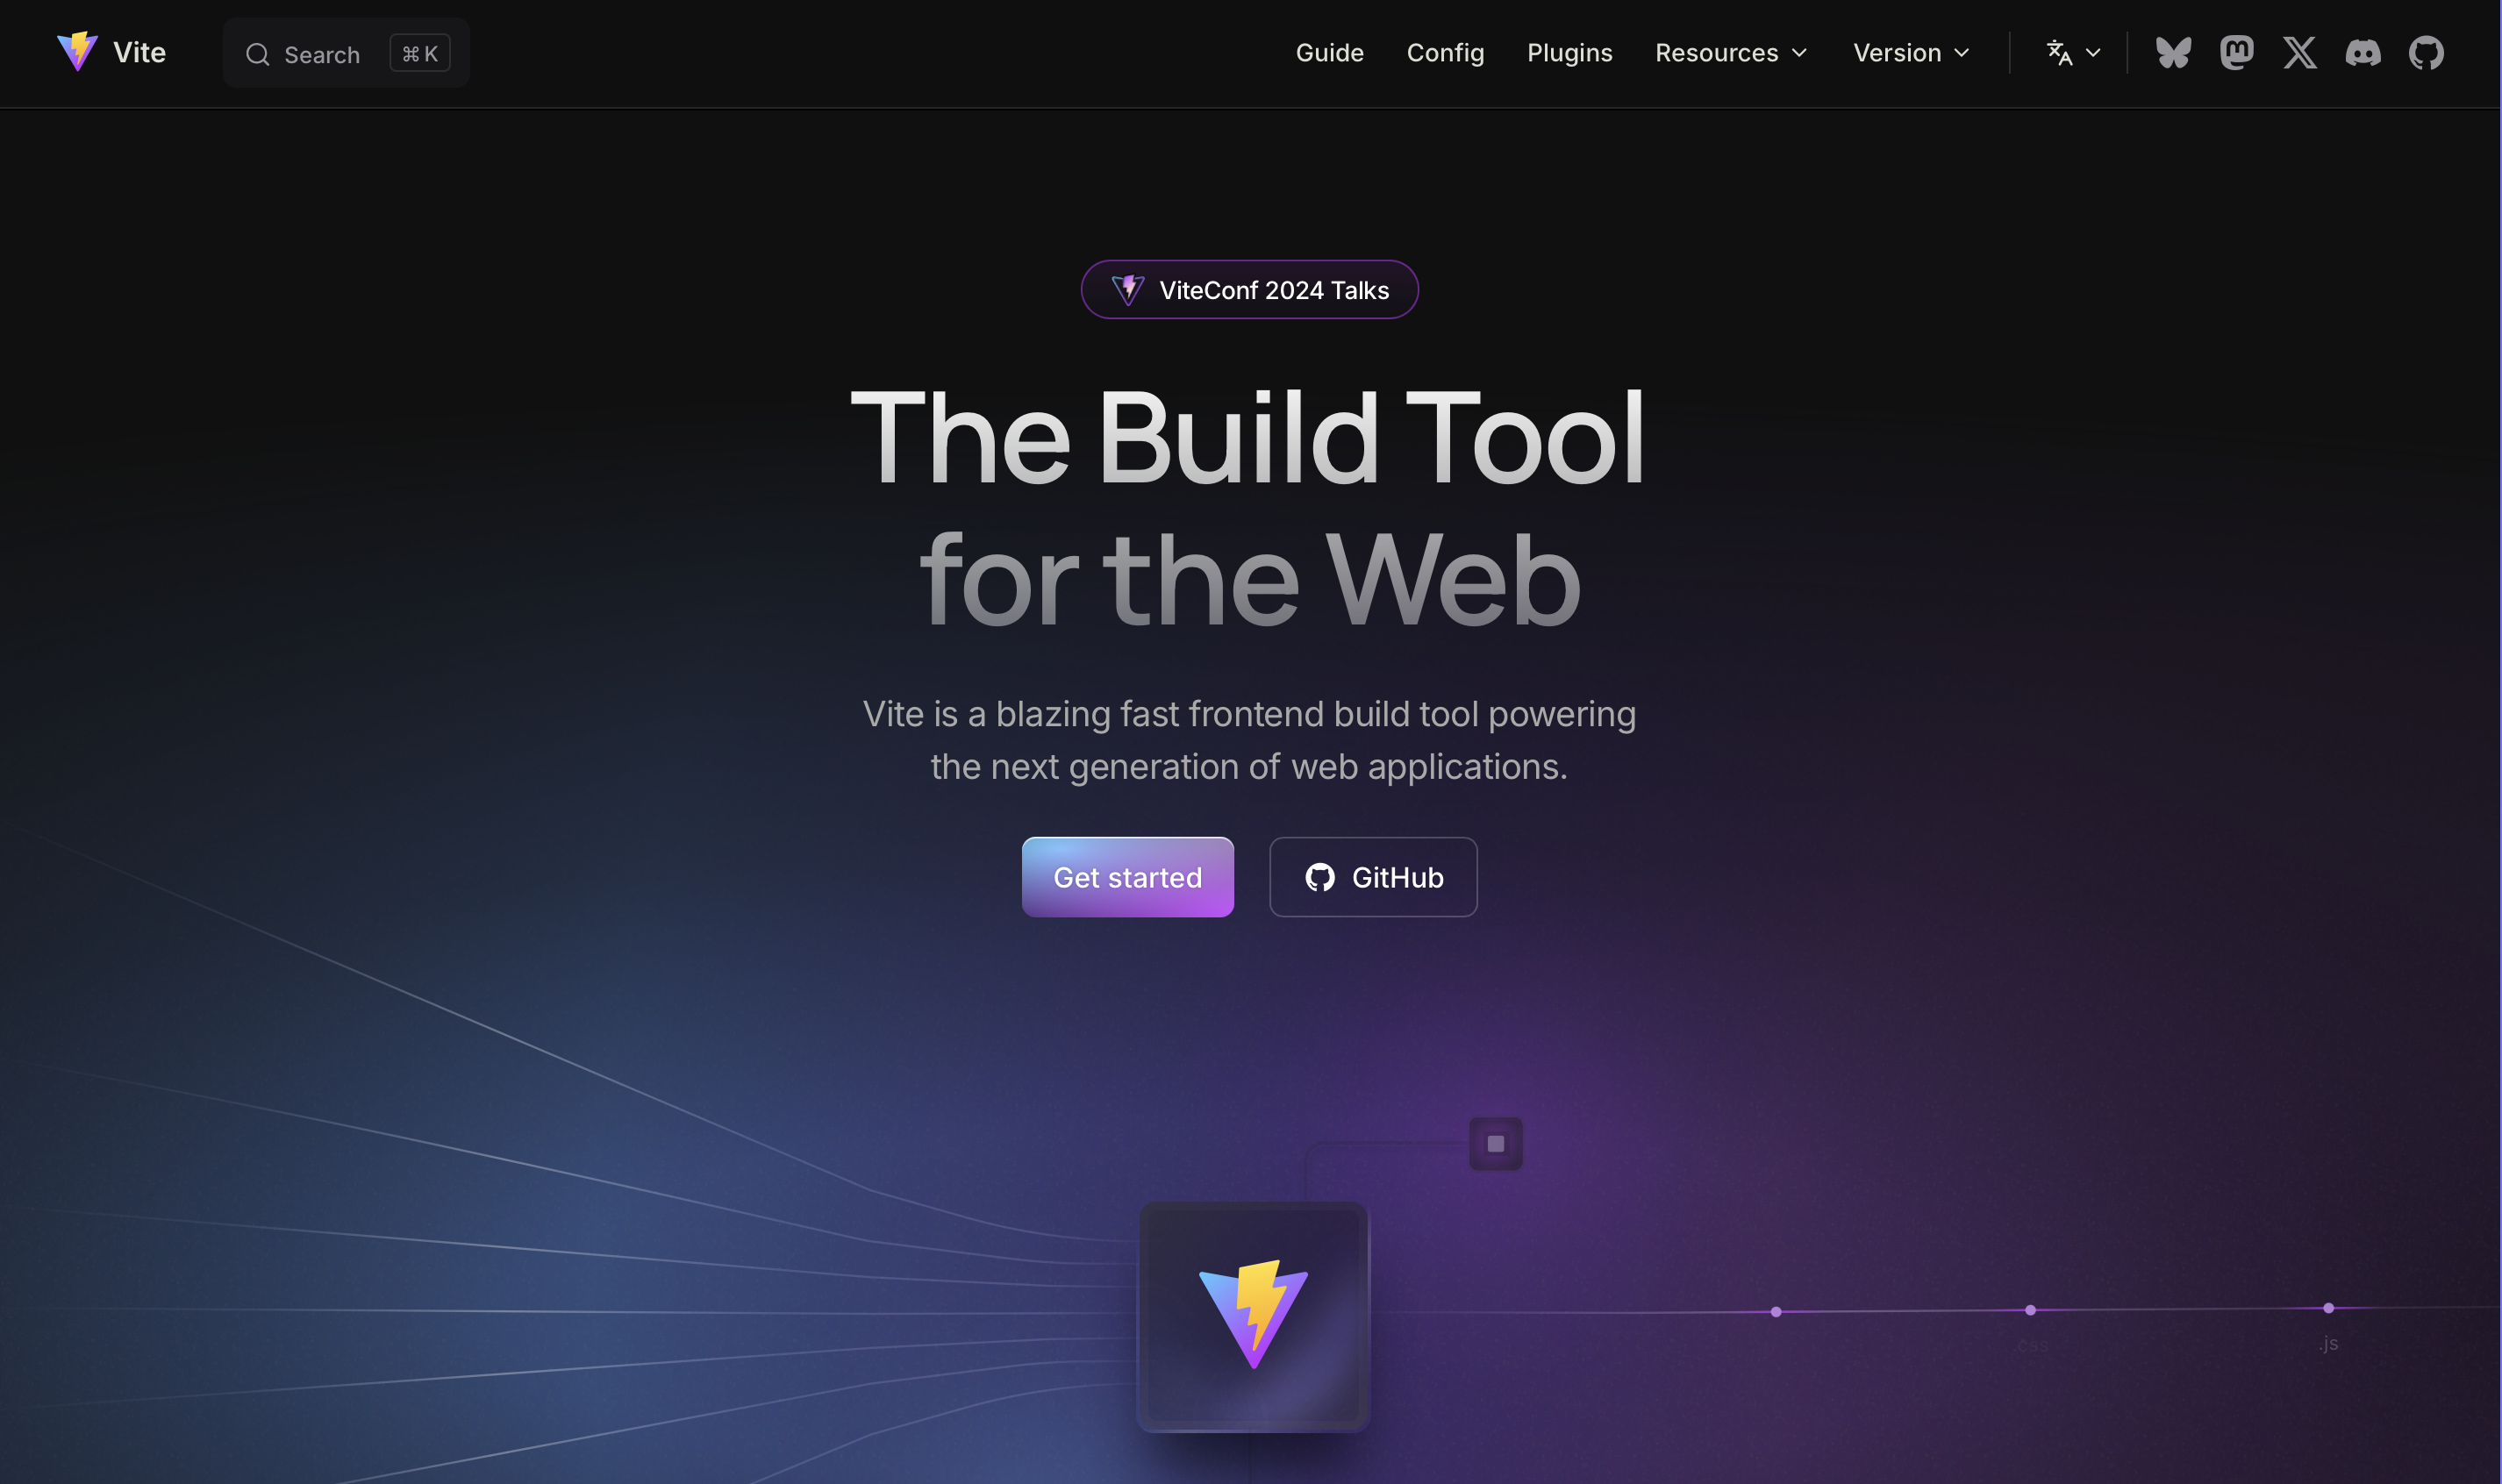 Vite
Search ⌘ K
Guide Config Plugins Resources Version
ViteConf 2024 Talks
The Build Tool
for the Web
Vite is a blazing fast frontend build tool powering
the next generation of web applications.
Get started GitHub
css .js